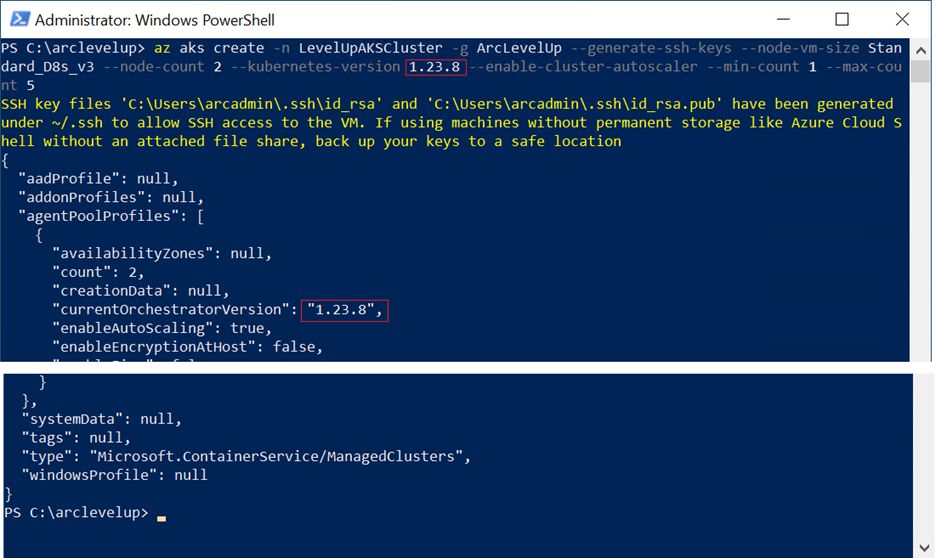 Administrator: Windows PowerShell
PS C:\arclevelup> az aks create -n LevelUpAKSCluster -g ArcLevelUp --generate-ssh-keys --node-vm-size Stan
dard_D8s_v3 --node-count 2 --kubernetes-version 1.23.8 --enable-cluster-autoscaler --min-count 1 --max-cou
nt 5
SSH key files 'C:\Users\arcadmin\.ssh\id_rsa' and 'C:\Users\arcadmin\.ssh\id_rsa.pub' have been generated
under ~/.ssh to allow SSH access to the VM. If using machines without permanent storage like Azure Cloud S
hell without an attached file share, back up your keys to a safe location
{
  "aadProfile": null,
  "addonProfiles": null,
  "agentPoolProfiles": [
    {
      "availabilityZones": null,
      "count": 2,
      "creationData": null,
      "currentOrchestratorVersion": "1.23.8",
      "enableAutoScaling": true,
      "enableEncryptionAtHost": false,
    }
  },
  "systemData": null,
  "tags": null,
  "type": "Microsoft.ContainerService/ManagedClusters",
  "windowsProfile": null
}
PS C:\arclevelup>